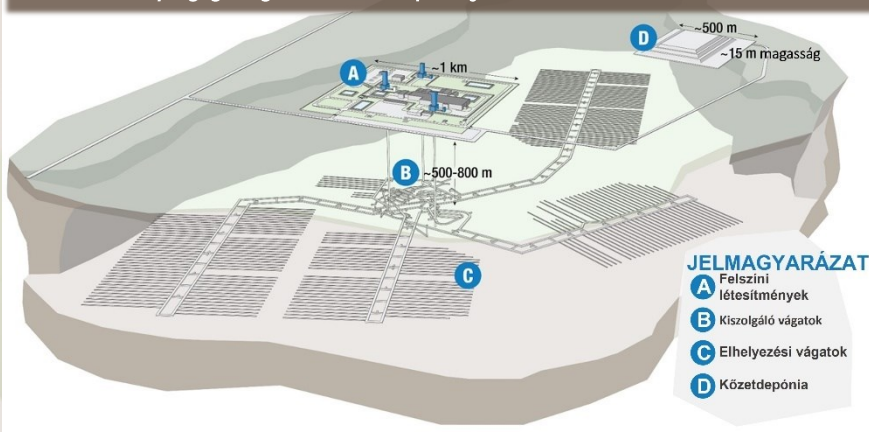 D
~500 m
~15 m magasság
A
~1 km
B
~500-800 m
C
JELMAGYARÁZAT
A Felszíni
létesítmények
B Kiszolgáló vágatok
C Elhelyezési vágatok
D Kőzetdepónia